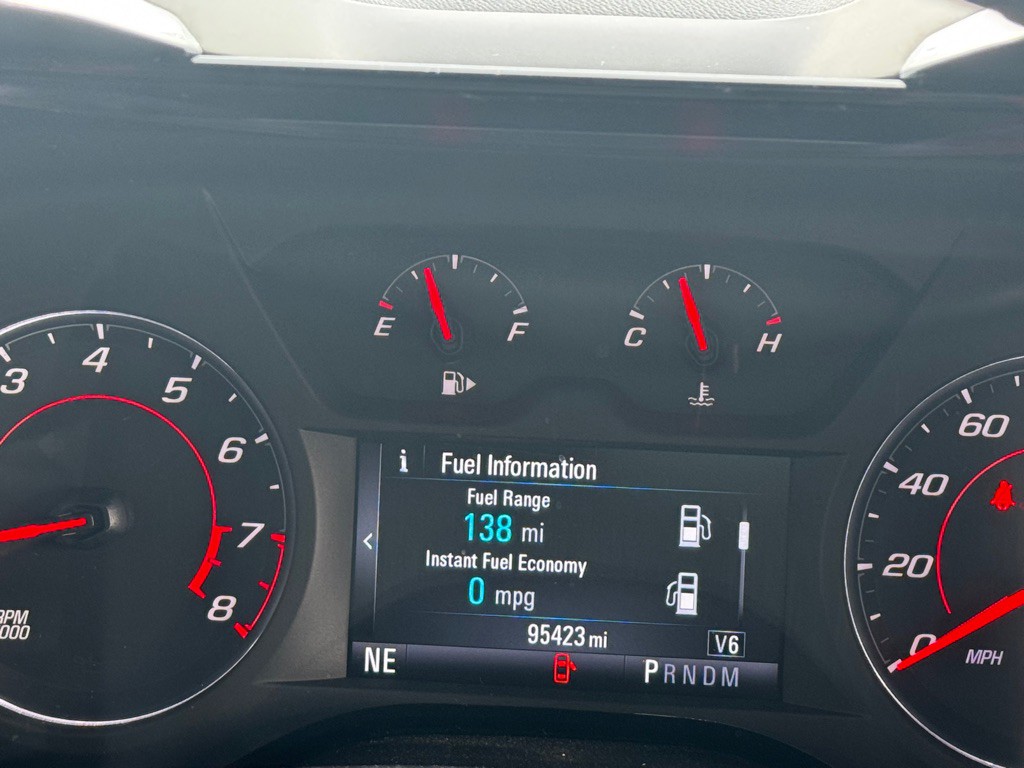 E F
C H
3 4 5 6 7 8
RPM
000
i Fuel Information
Fuel Range
138 mi
Instant Fuel Economy
0 mpg
95423 mi
V6
NE
PRNDM
60
40
20
0
MPH